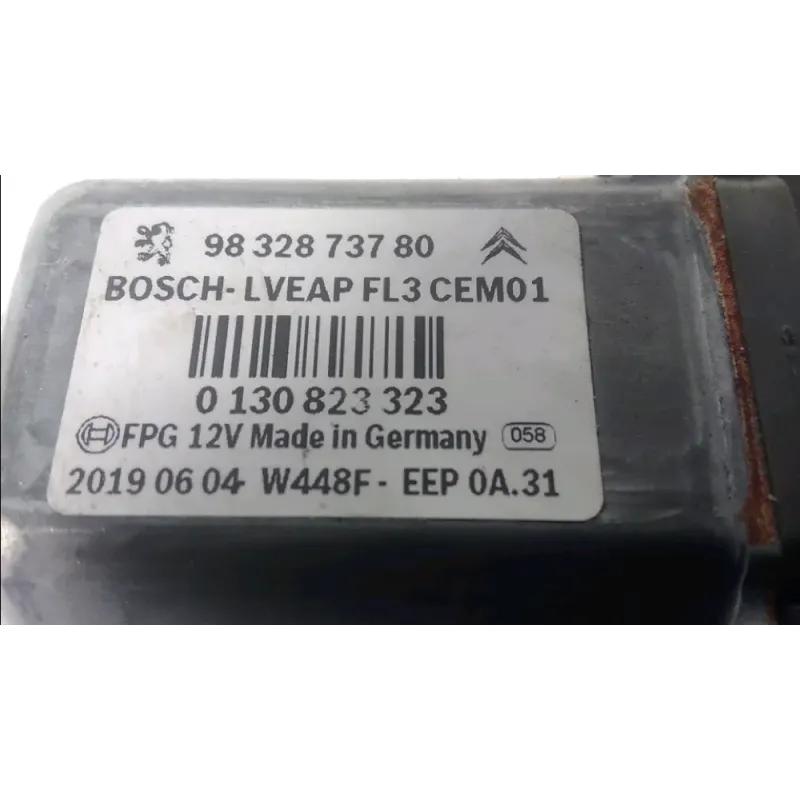 98 328 737 80
BOSCH- LVEAP FL3 CEM01
0 130 823 323
FPG 12V Made in Germany 058
2019 06 04 W448F - EEP 0A.31